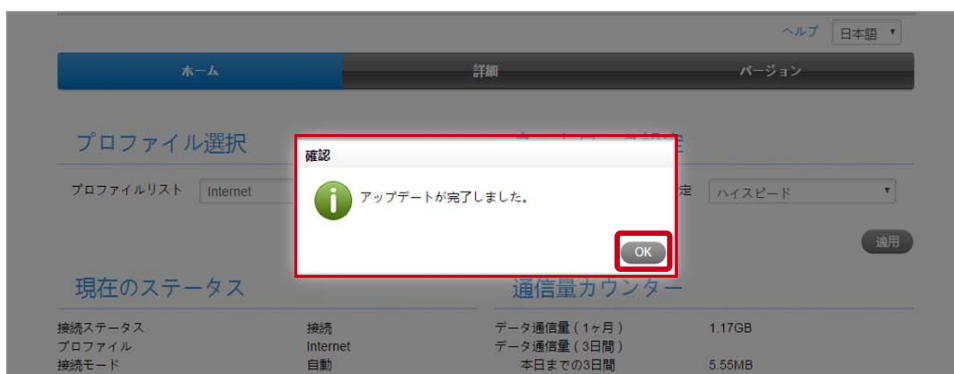 ヘルプ 日本語
ホーム 詳細 バージョン
プロファイル選択
確認
プロファイルリスト Internet
アップデートが完了しました。
定 ハイスピード
OK
適用
現在のステータス 通信量カウンター
接続ステータス 接続 データ通信量 ( 1ヶ月 ) 1.17GB
プロファイル Internet データ通信量 ( 3日間 )
接続モード 自動 本日までの3日間 5.55MB